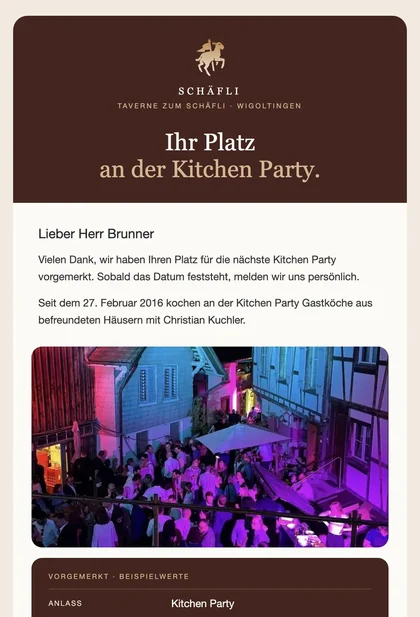 SCHÄFLI
TAVERNE ZUM SCHÄFLI · WIGOLTINGEN
Ihr Platz
an der Kitchen Party.
Lieber Herr Brunner
Vielen Dank, wir haben Ihren Platz für die nächste Kitchen Party
vorgemerkt. Sobald das Datum feststeht, melden wir uns persönlich.
Seit dem 27. Februar 2016 kochen an der Kitchen Party Gastköche aus
befreundeten Häusern mit Christian Kuchler.
VORGEMERKT · BEISPIELWERTE
ANLASS Kitchen Party